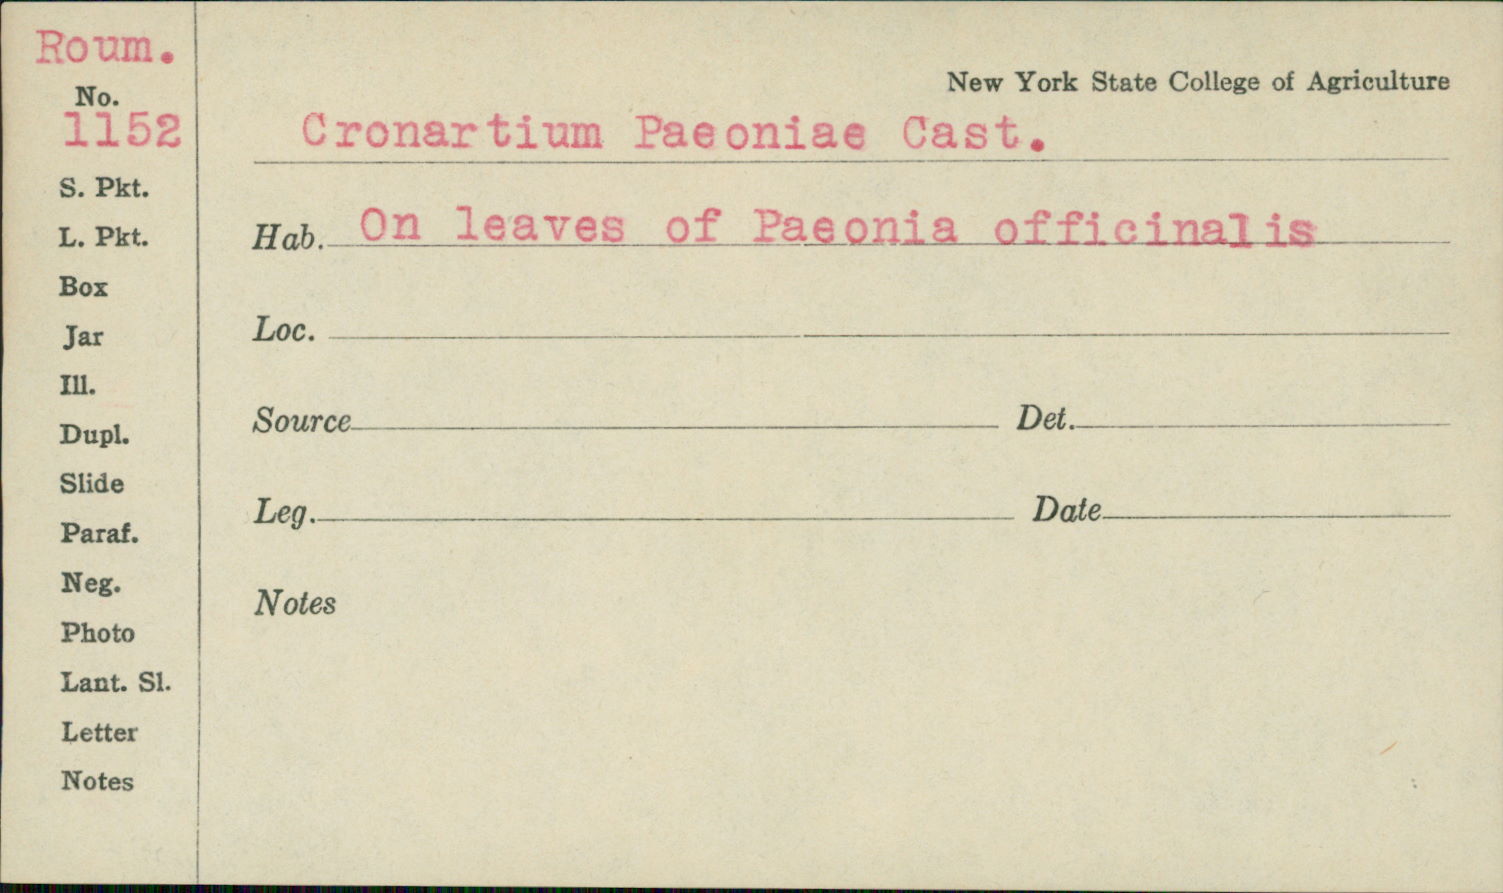 Roum.
No.
1152
S. Pkt.
L. Pkt.
Box
Jar
Ill.
Dupl.
Slide
Paraf.
Neg.
Photo
Lant. Sl.
Letter
Notes
New York State College of Agriculture
Cronartium Paeoniae Cast.
Hab. On leaves of Paeonia officinalis
Loc.
Source Det.
Leg. Date
Notes